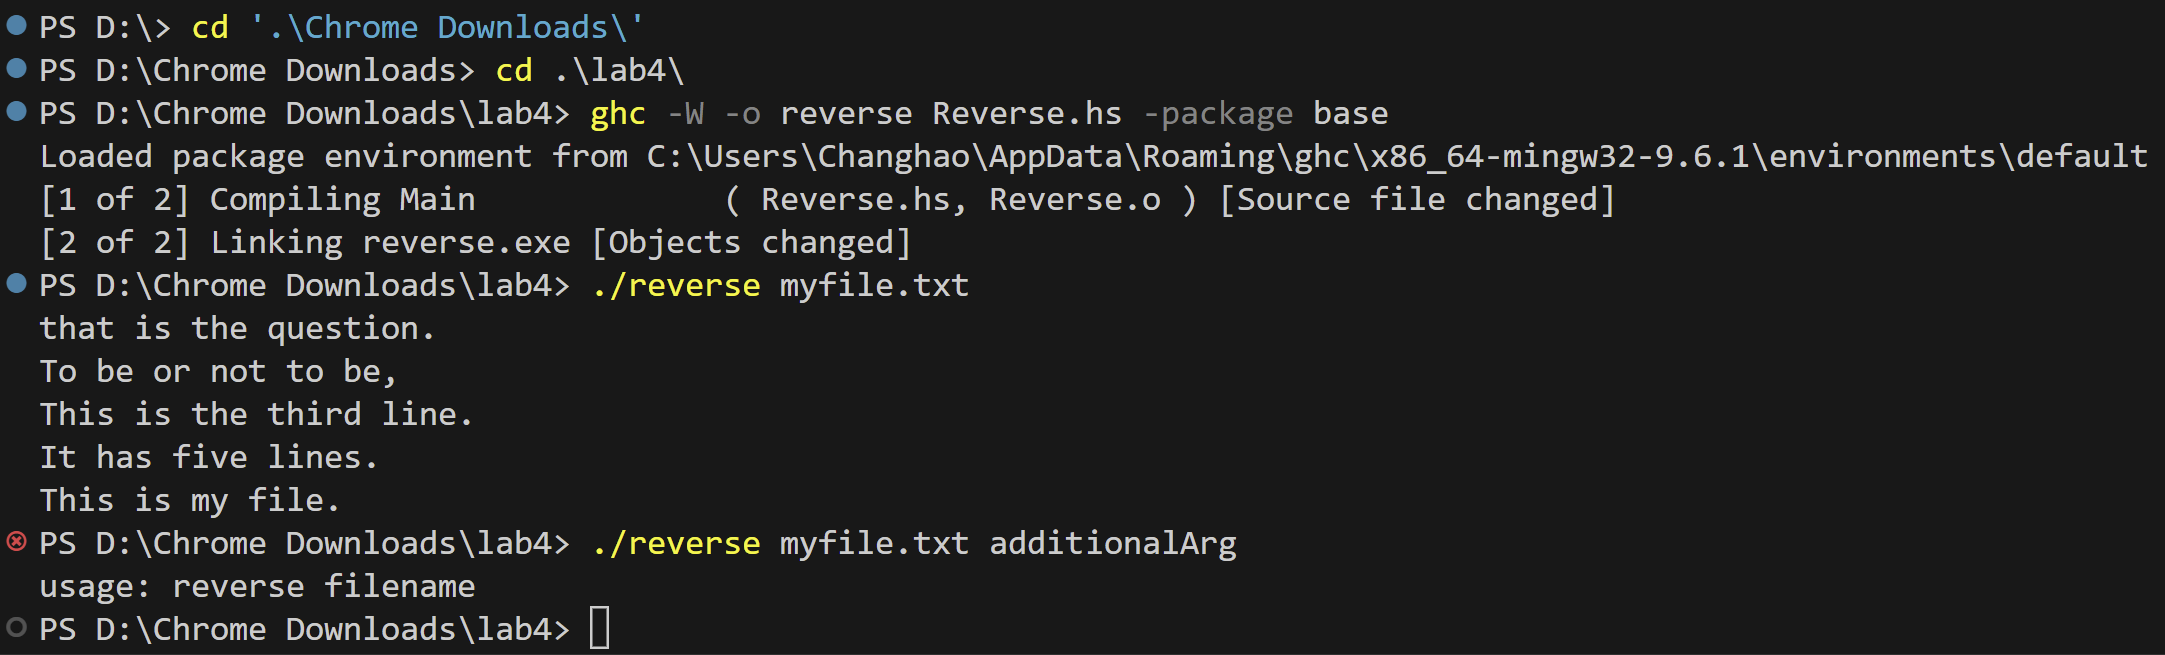 PS D:\> cd '.\Chrome Downloads\'
PS D:\Chrome Downloads> cd .\lab4\
PS D:\Chrome Downloads\lab4> ghc -W -o reverse Reverse.hs -package base
Loaded package environment from C:\Users\Changhao\AppData\Roaming\ghc\x86_64-mingw32-9.6.1\environments\default
[1 of 2] Compiling Main             ( Reverse.hs, Reverse.o ) [Source file changed]
[2 of 2] Linking reverse.exe [Objects changed]
PS D:\Chrome Downloads\lab4> ./reverse myfile.txt
that is the question.
To be or not to be,
This is the third line.
It has five lines.
This is my file.
PS D:\Chrome Downloads\lab4> ./reverse myfile.txt additionalArg
usage: reverse filename
PS D:\Chrome Downloads\lab4>